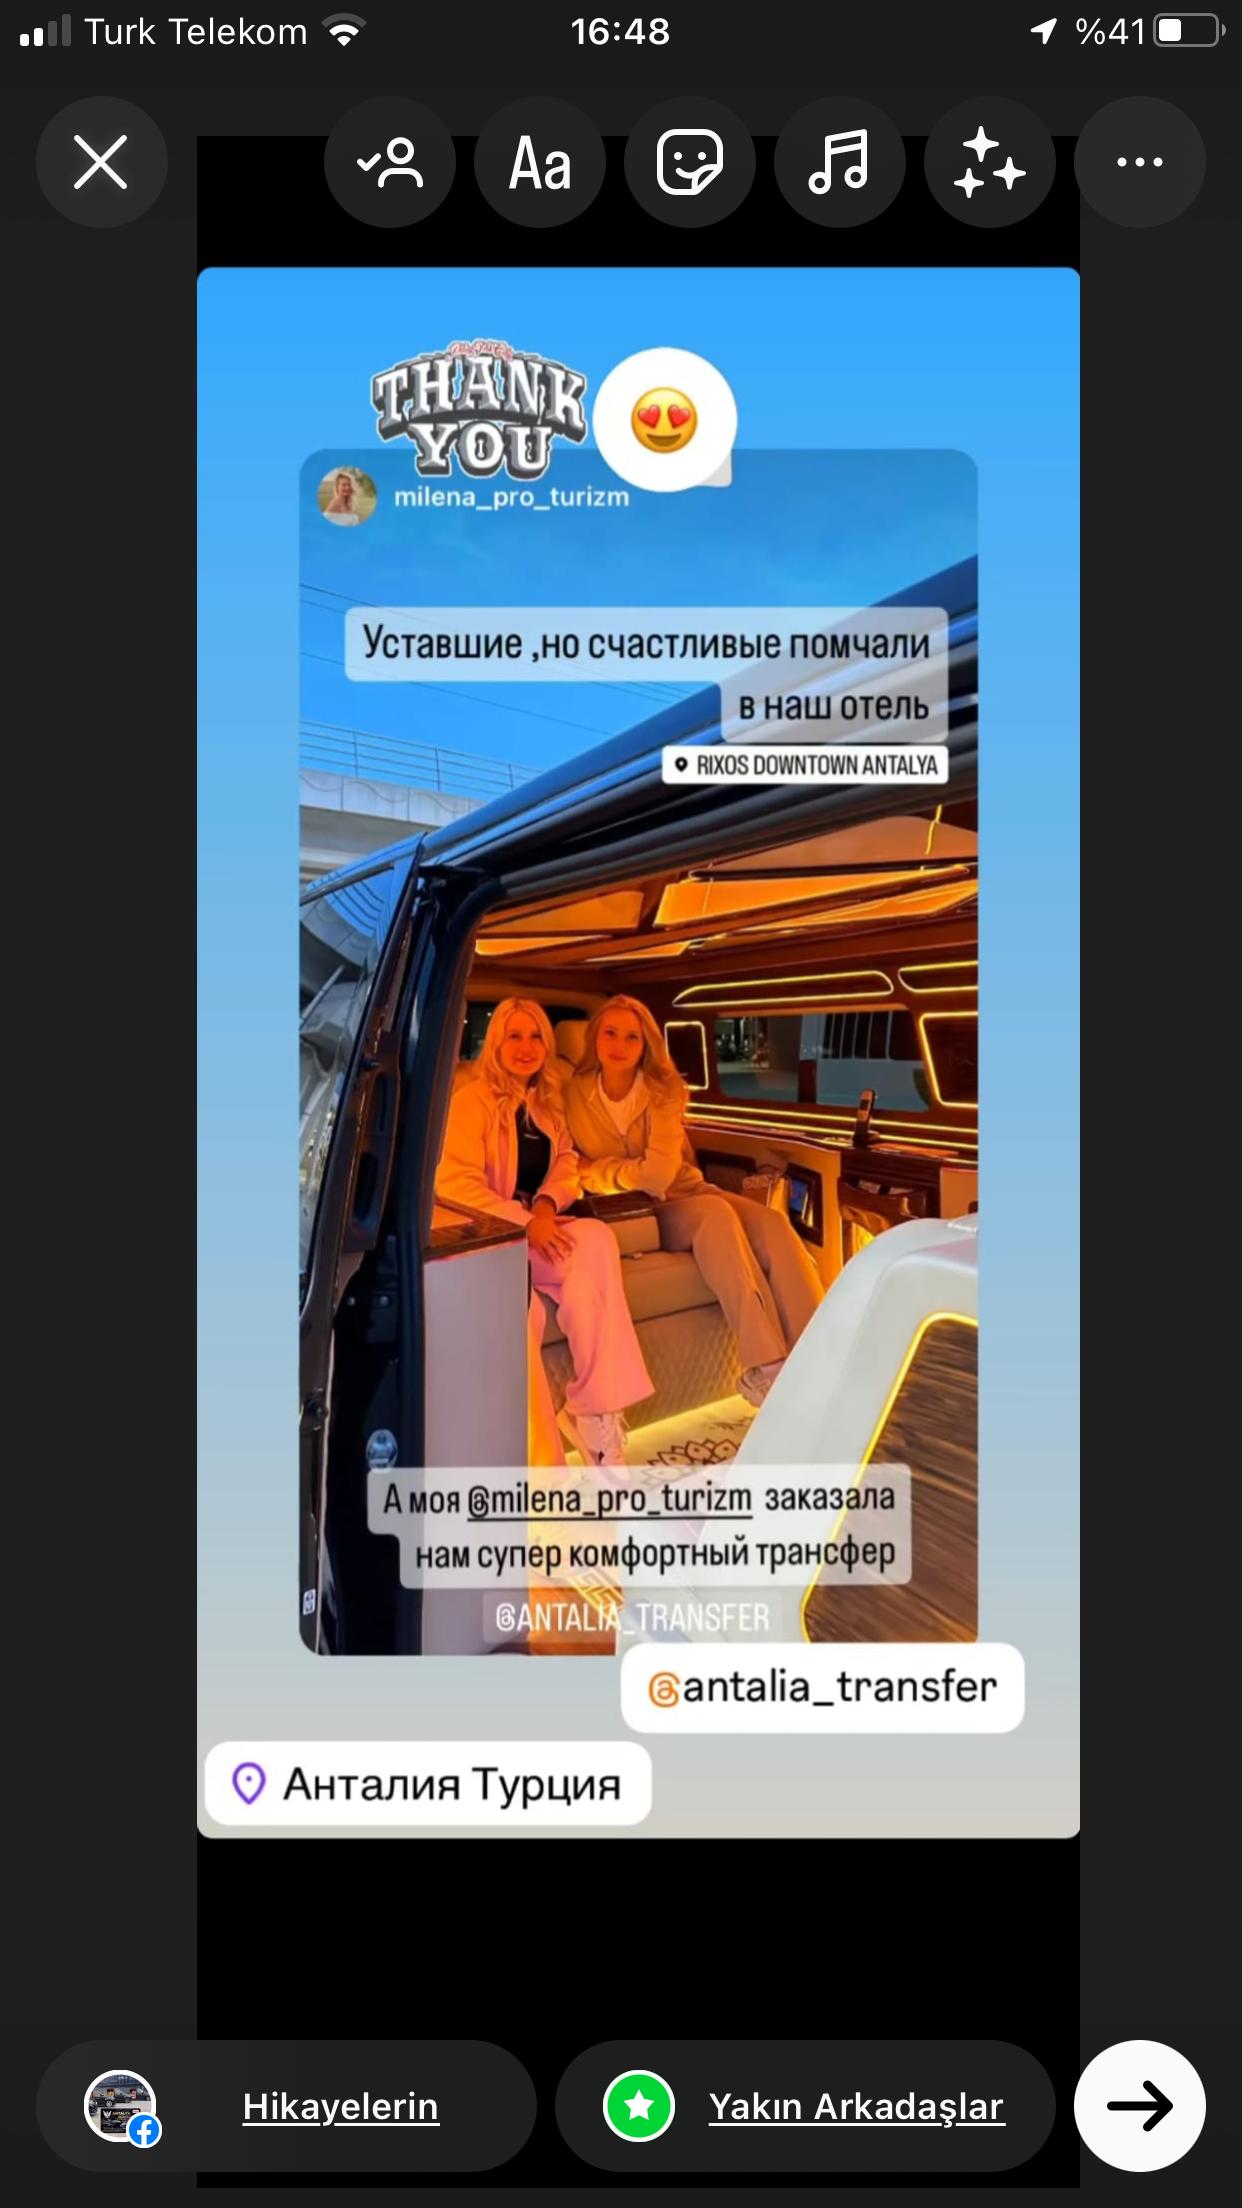 Turk Telekom
16:48
%41
Aa
THANK
YOU
milena_pro_turizm
Уставшие ,но счастливые помчали
в наш отель
RIXOS DOWNTOWN ANTALYA
А моя @milena_pro_turizm заказала
нам супер комфортный трансфер
@ANTALIA_TRANSFER
@antalia_transfer
Анталия Турция
Hikayelerin
Yakın Arkadaşlar